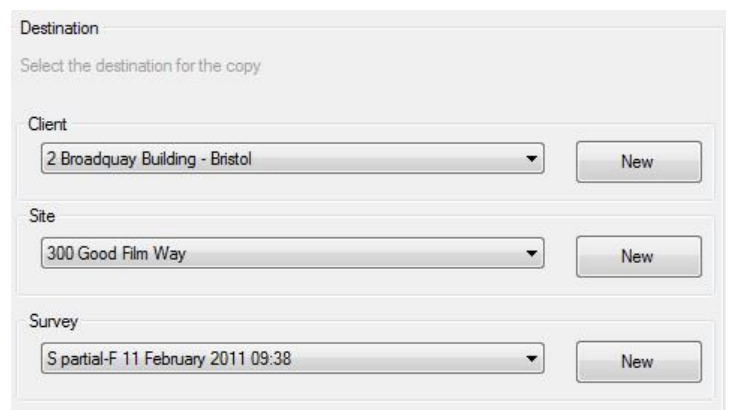 Destination
Select the destination for the copy
Client
2 Broadquay Building - Bristol
New
Site
300 Good Film Way
New
Survey
S partial-F 11 February 2011 09:38
New